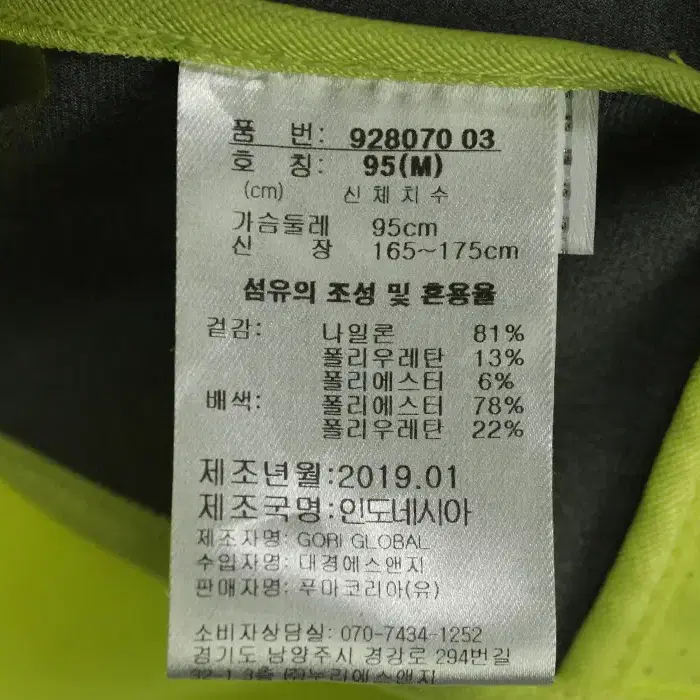 품 번: 928070 03
호 칭: 95(M)
(cm) 신체치수
가슴둘레 95cm
신 장 165~175cm
섬유의 조성 및 혼용율
겉감: 나일론 81%
폴리우레탄 13%
폴리에스터 6%
배색: 폴리에스터 78%
폴리우레탄 22%
제조년월:2019.01
제조국명:인도네시아
제조자명: GORI GLOBAL
수입자명: 대경에스앤지
판매자명: 푸마코리아(유)
소비자상담실: 070-7434-1252
경기도 남양주시 경강로 294번길